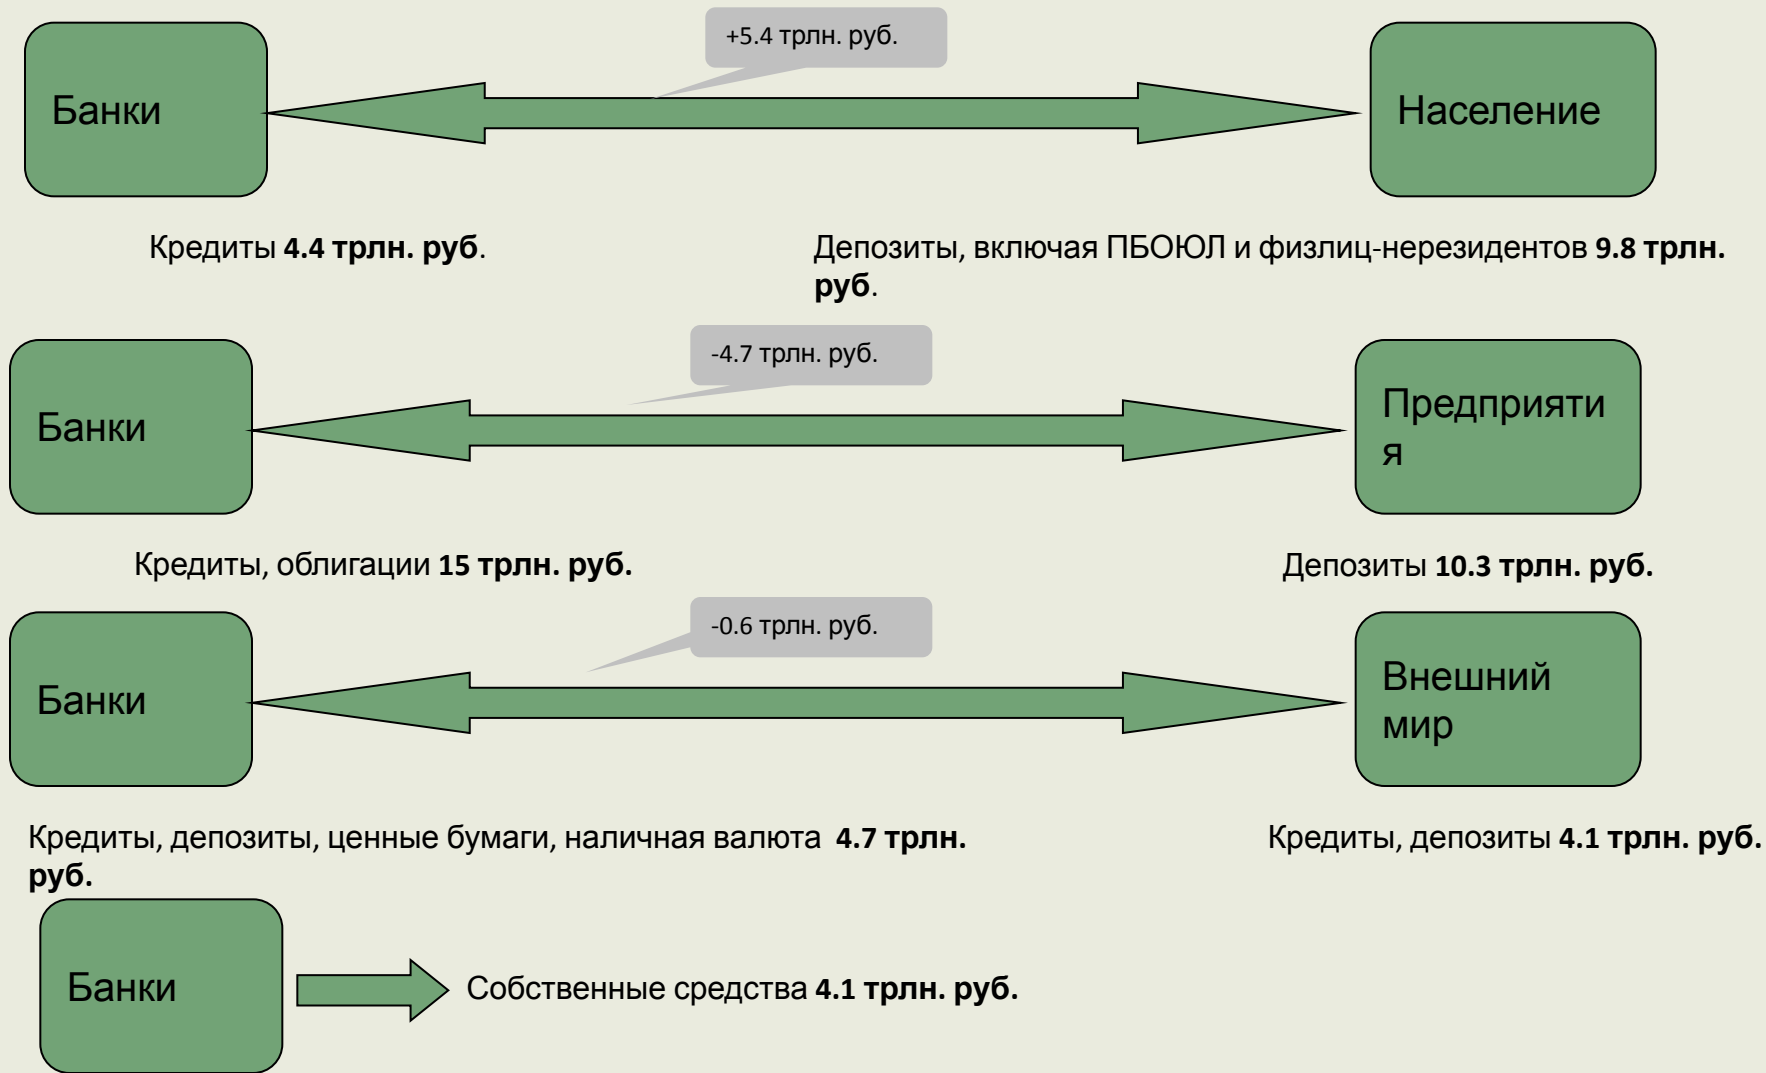 +5.4 трлн. руб.
Банки
Население
Кредиты 4.4 трлн. руб.
Депозиты, включая ПБОЮЛ и физлиц-нерезидентов 9.8 трлн.
руб.
-4.7 трлн. руб.
Банки
Предприяти
я
Кредиты, облигации 15 трлн. руб.
Депозиты 10.3 трлн. руб.
-0.6 трлн. руб.
Банки
Внешний
мир
Кредиты, депозиты, ценные бумаги, наличная валюта 4.7 трлн.
руб.
Кредиты, депозиты 4.1 трлн. руб.
Банки
Собственные средства 4.1 трлн. руб.